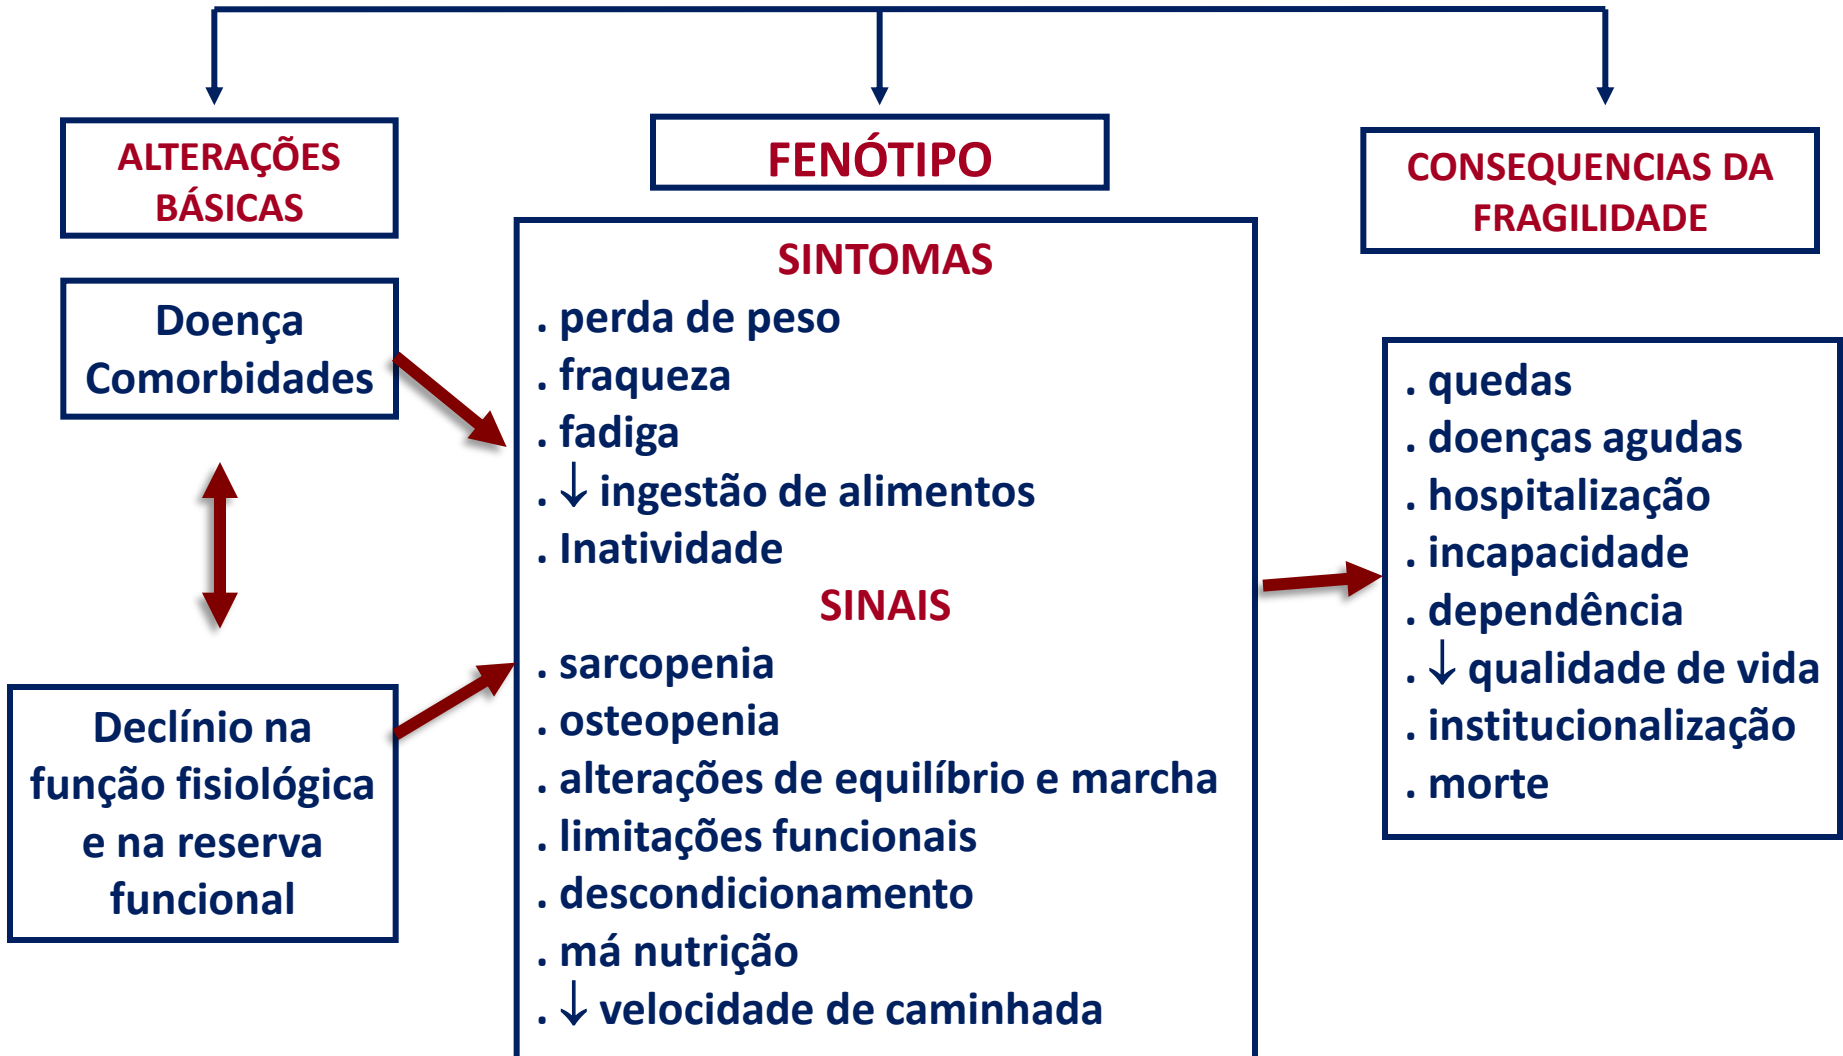 ALTERAÇÕES
BÁSICAS
Doença
Comorbidades
Declínio na
função fisiológica
e na reserva
funcional
FENÓTIPO
SINTOMAS
. perda de peso
. fraqueza
. fadiga
. ↓ ingestão de alimentos
. Inatividade
SINAIS
. sarcopenia
. osteopenia
. alterações de equilíbrio e marcha
. limitações funcionais
. descondicionamento
. má nutrição
. ↓ velocidade de caminhada
CONSEQUENCIAS DA
FRAGILIDADE
. quedas
. doenças agudas
. hospitalização
. incapacidade
. dependência
. ↓ qualidade de vida
. institucionalização
. morte